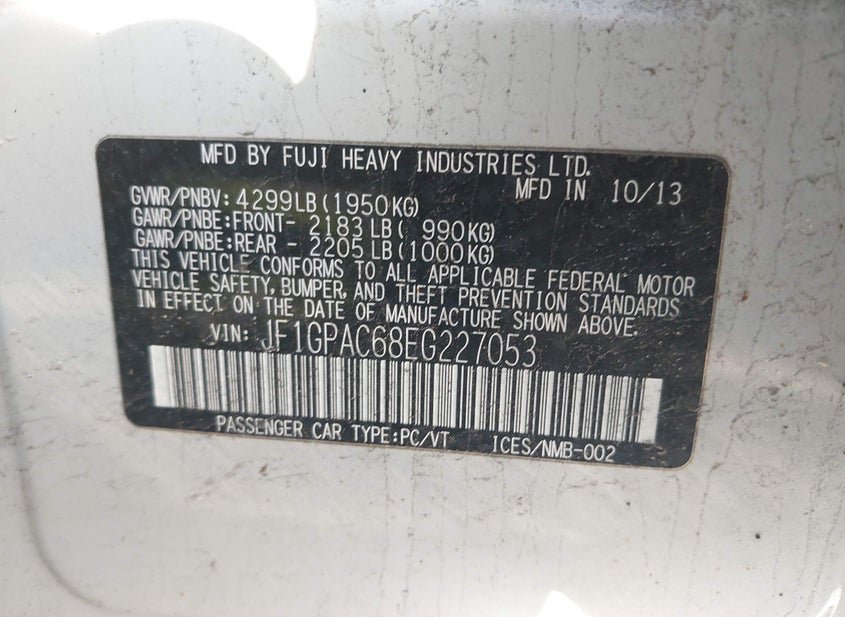 MFD BY FUJI HEAVY INDUSTRIES LTD.
MFD IN 10/13
GVWR/PNBV: 4299LB(1950KG)
GAWR/PNBE:FRONT- 2183LB( 990KG)
GAWR/PNBE:REAR - 2205LB(1000KG)
THIS VEHICLE CONFORMS TO ALL APPLICABLE FEDERAL MOTOR
VEHICLE SAFETY, BUMPER, AND THEFT PREVENTION STANDARDS
IN EFFECT ON THE DATE OF MANUFACTURE SHOWN ABOVE.
VIN: JF1GPAC68EG227053
PASSENGER CAR TYPE:PC/VT ICES/NMB-002